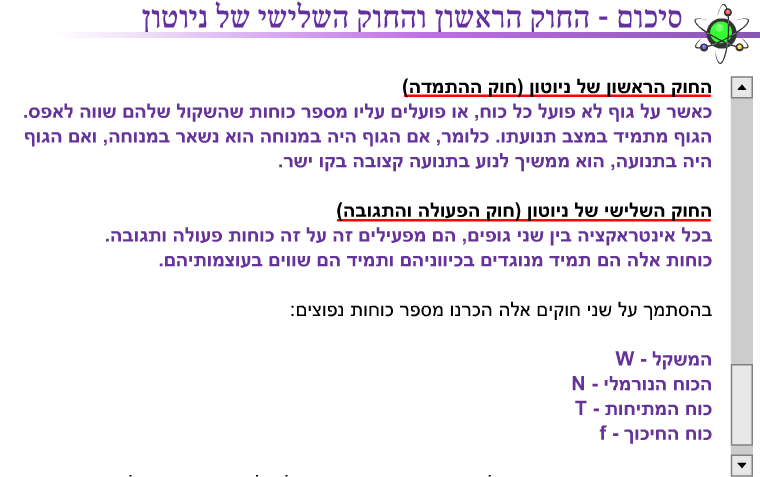 סיכום - החוק הראשון והחוק השלישי של ניוטון
החוק הראשון של ניוטון (חוק ההתמדה)
כאשר על גוף לא פועל כל כוח, או פועלים עליו מספר כוחות שהשקול שלהם שווה לאפס.
הגוף מתמיד במצב תנועתו. כלומר, אם הגוף היה במנוחה הוא נשאר במנוחה, ואם הגוף
היה בתנועה, הוא ממשיך לנוע בתנועה קצובה בקו ישר.
החוק השלישי של ניוטון (חוק הפעולה והתגובה)
בכל אינטראקציה בין שני גופים, הם מפעילים זה על זה כוחות פעולה ותגובה.
כוחות אלה הם תמיד מנוגדים בכיווניהם ותמיד הם שווים בעוצמותיהם.
בהסתמך על שני חוקים אלה הכרנו מספר כוחות נפוצים:
המשקל - W
הכוח הנורמלי - N
כוח המתיחות - T
כוח החיכוך - f